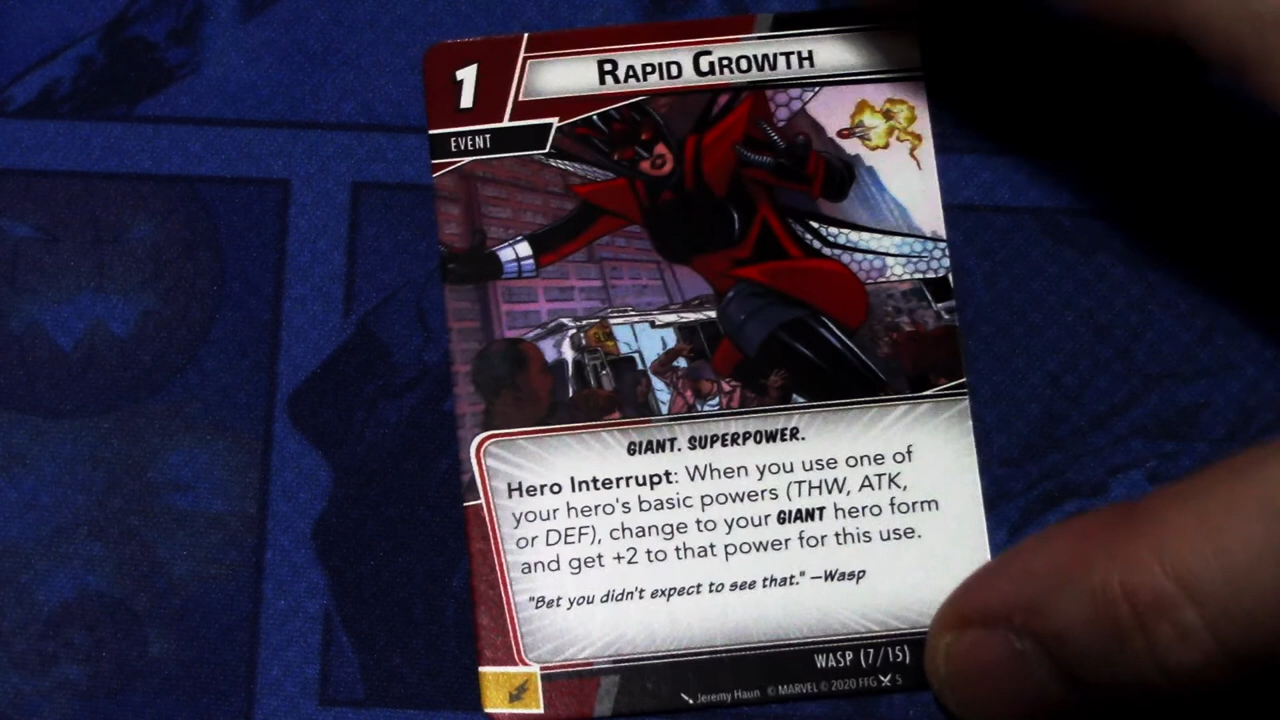 1
RAPID GROWTH
EVENT
GIANT. SUPERPOWER.
Hero Interrupt: When you use one of
your hero's basic powers (THW, ATK,
or DEF), change to your GIANT hero form
and get +2 to that power for this use.
"Bet you didn't expect to see that." —Wasp
WASP (7/15)
Jeremy Haun © MARVEL © 2020 FFG 5